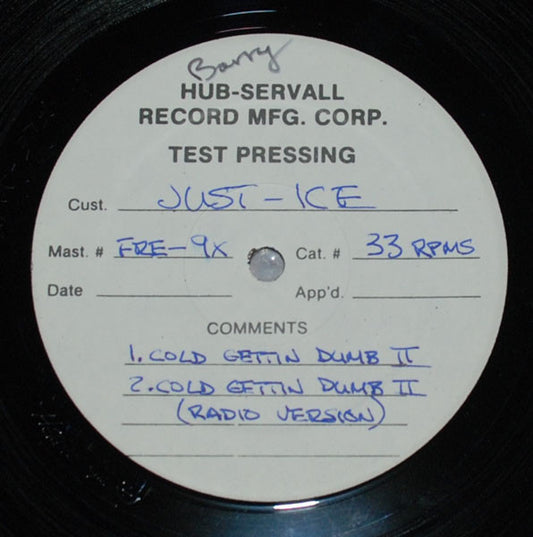 Barry
HUB-SERVALL
RECORD MFG. CORP.
TEST PRESSING
Cust. JUST-ICE
Mast. # FRE-9X Cat. # 33 RPMS
Date App'd.
COMMENTS
1. COLD GETTIN DUMB II
2. COLD GETTIN DUMB II
(RADIO VERSION)